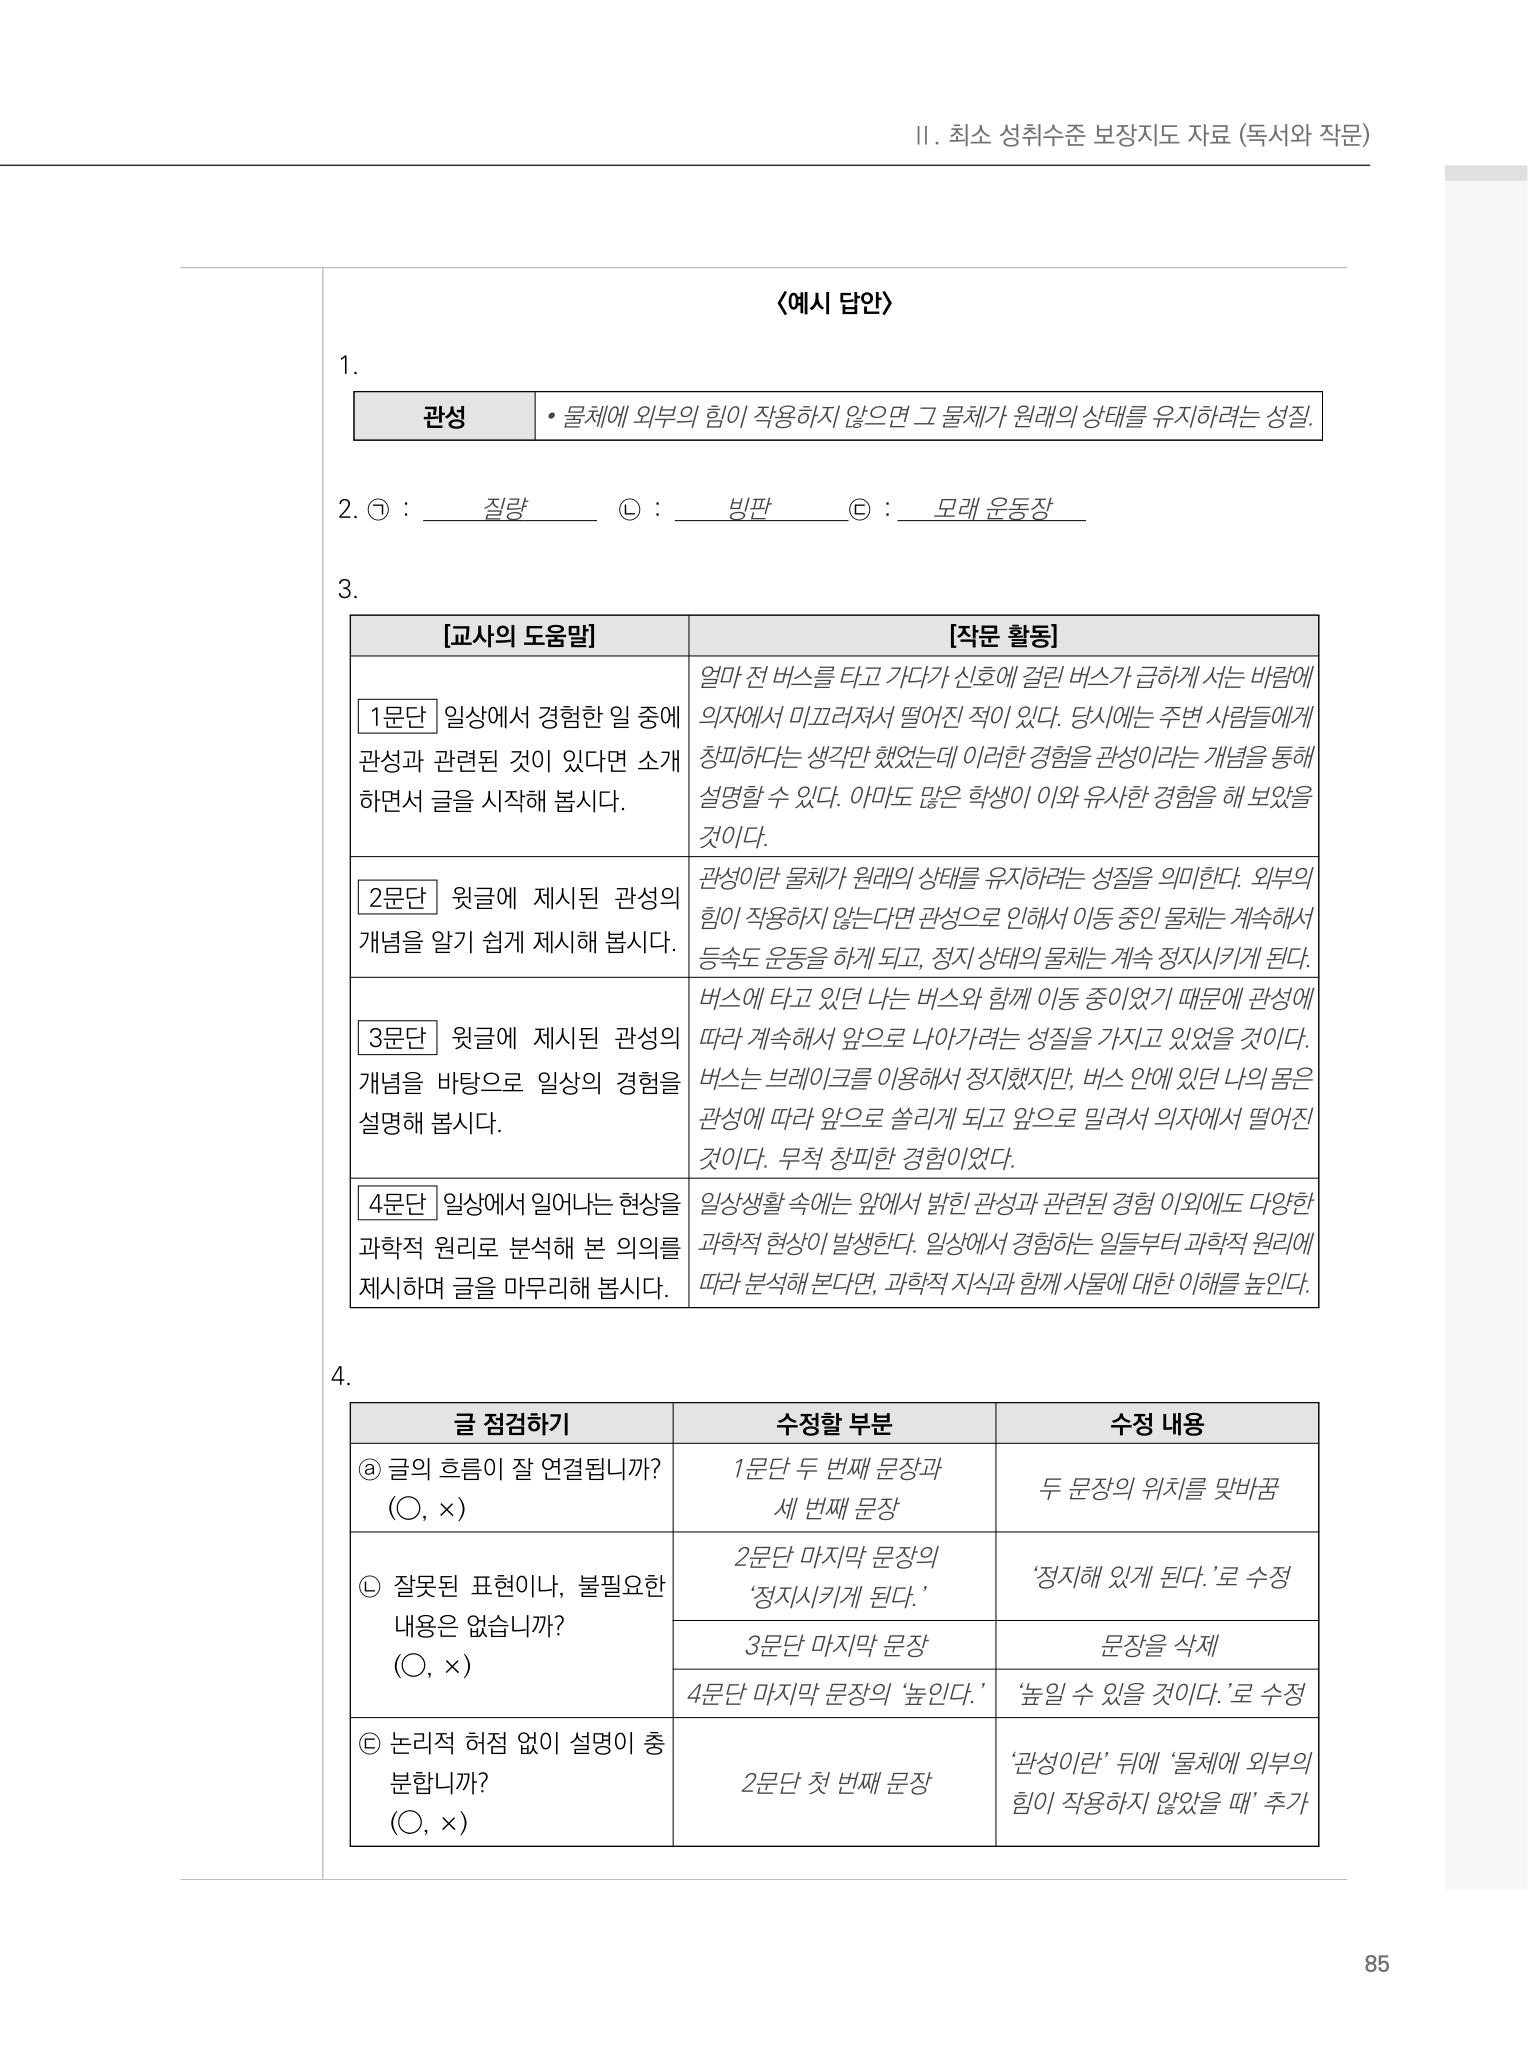 Ⅱ. 최소 성취수준 보장지도 자료 (독서와 작문)
〈예시 답안〉
1.
관성
• 물체에 외부의 힘이 작용하지 않으면 그 물체가 원래의 상태를 유지하려는 성질.
2. ㉠ : 질량 ㉡ : 빙판 ㉢ : 모래 운동장
3.
[교사의 도움말]
[작문 활동]
1문단 일상에서 경험한 일 중에
관성과 관련된 것이 있다면 소개
하면서 글을 시작해 봅시다.
얼마 전 버스를 타고 가다가 신호에 걸린 버스가 급하게 서는 바람에
의자에서 미끄러져서 떨어진 적이 있다. 당시에는 주변 사람들에게
창피하다는 생각만 했었는데 이러한 경험을 관성이라는 개념을 통해
설명할 수 있다. 아마도 많은 학생이 이와 유사한 경험을 해 보았을
것이다.
2문단 윗글에 제시된 관성의
개념을 알기 쉽게 제시해 봅시다.
관성이란 물체가 원래의 상태를 유지하려는 성질을 의미한다. 외부의
힘이 작용하지 않는다면 관성으로 인해서 이동 중인 물체는 계속해서
등속도 운동을 하게 되고, 정지 상태의 물체는 계속 정지시키게 된다.
3문단 윗글에 제시된 관성의
개념을 바탕으로 일상의 경험을
설명해 봅시다.
버스에 타고 있던 나는 버스와 함께 이동 중이었기 때문에 관성에
따라 계속해서 앞으로 나아가려는 성질을 가지고 있었을 것이다.
버스는 브레이크를 이용해서 정지했지만, 버스 안에 있던 나의 몸은
관성에 따라 앞으로 쏠리게 되고 앞으로 밀려서 의자에서 떨어진
것이다. 무척 창피한 경험이었다.
4문단 일상에서 일어나는 현상을
과학적 원리로 분석해 본 의의를
제시하며 글을 마무리해 봅시다.
일상생활 속에는 앞에서 밝힌 관성과 관련된 경험 이외에도 다양한
과학적 현상이 발생한다. 일상에서 경험하는 일들부터 과학적 원리에
따라 분석해 본다면, 과학적 지식과 함께 사물에 대한 이해를 높인다.
4.
글 점검하기
수정할 부분
수정 내용
ⓐ 글의 흐름이 잘 연결됩니까?
(○, ×)
1문단 두 번째 문장과
세 번째 문장
두 문장의 위치를 맞바꿈
㉡ 잘못된 표현이나, 불필요한
내용은 없습니까?
(○, ×)
2문단 마지막 문장의
‘정지시키게 된다.’
‘정지해 있게 된다.’로 수정
3문단 마지막 문장
문장을 삭제
4문단 마지막 문장의 ‘높인다.’
‘높일 수 있을 것이다.’로 수정
㉢ 논리적 허점 없이 설명이 충
분합니까?
(○, ×)
2문단 첫 번째 문장
‘관성이란’ 뒤에 ‘물체에 외부의
힘이 작용하지 않았을 때’ 추가
85